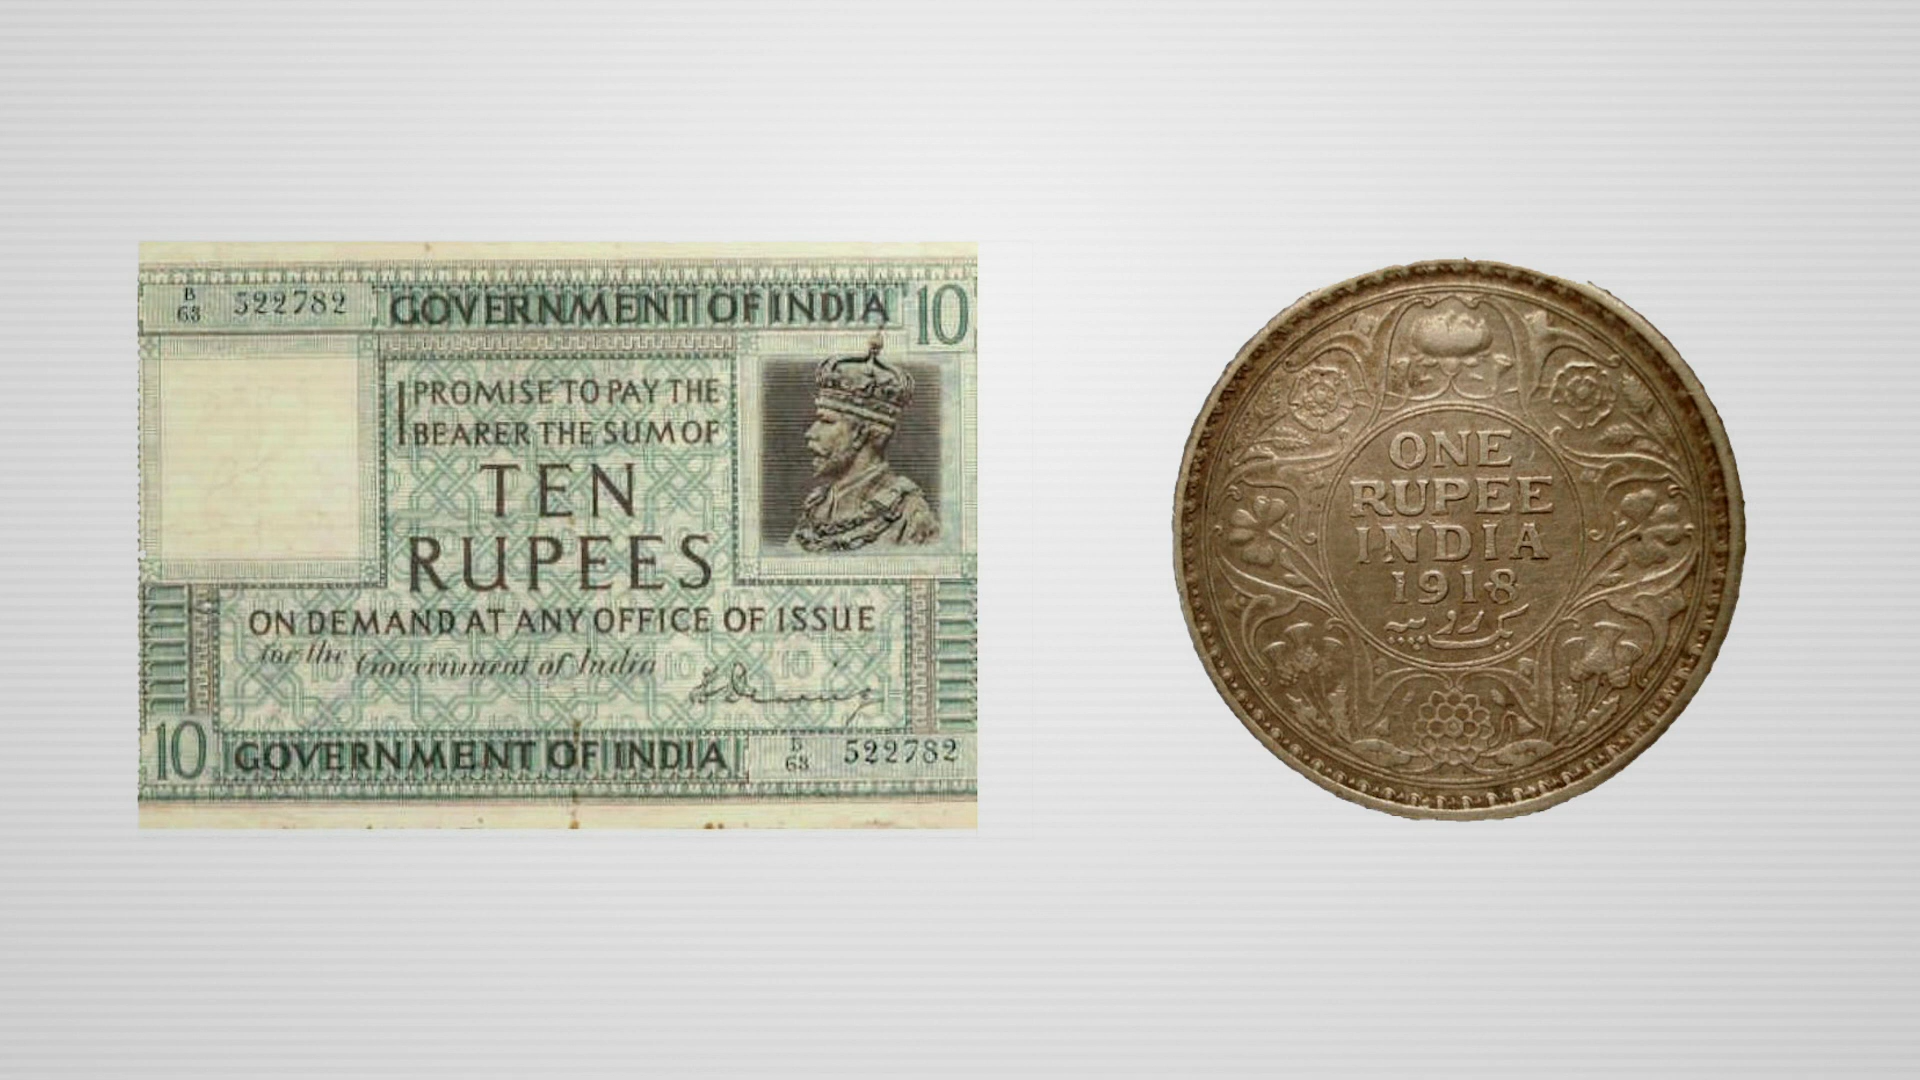 B
63 522782 GOVERNMENT OF INDIA 10
I PROMISE TO PAY THE
BEARER THE SUM OF
TEN
RUPEES
ON DEMAND AT ANY OFFICE OF ISSUE
for the Government of India
10 GOVERNMENT OF INDIA B
63 522782
ONE
RUPEE
INDIA
1918
یک روپیہ